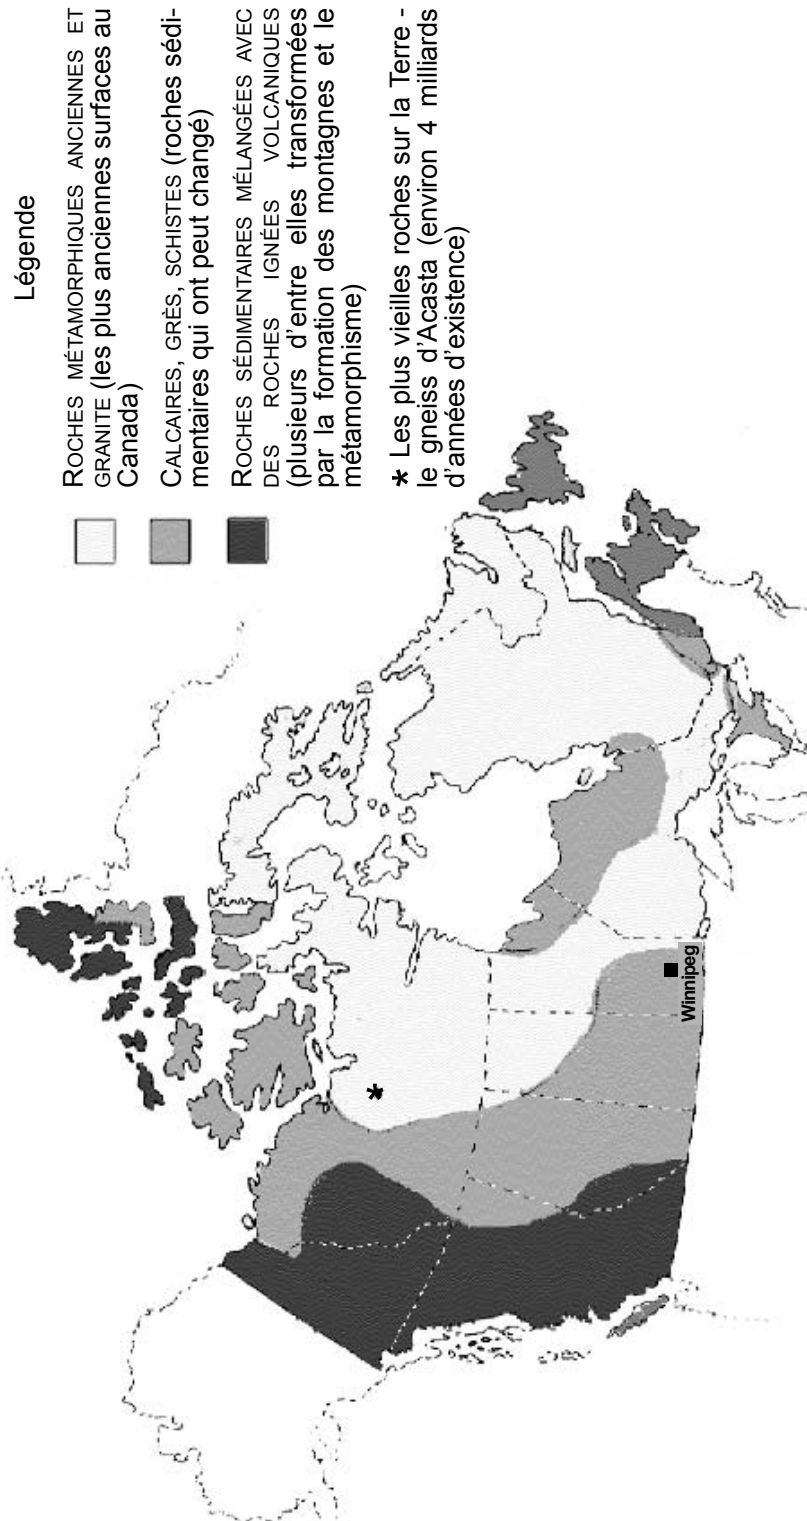 Légende
ROCHES MÉTAMORPHIQUES ANCIENNES ET
GRANITE (les plus anciennes surfaces au
Canada)
CALCAIRES, GRÈS, SCHISTES (roches sédi-
mentaires qui ont peut changé)
ROCHES SÉDIMENTAIRES MÉLANGÉES AVEC
DES ROCHES IGNÉES VOLCANIQUES
(plusieurs d'entre elles transformées
par la formation des montagnes et le
métamorphisme)
* Les plus vieilles roches sur la Terre -
le gneiss d'Acasta (environ 4 milliards
d'années d'existence)
*
Winnipeg